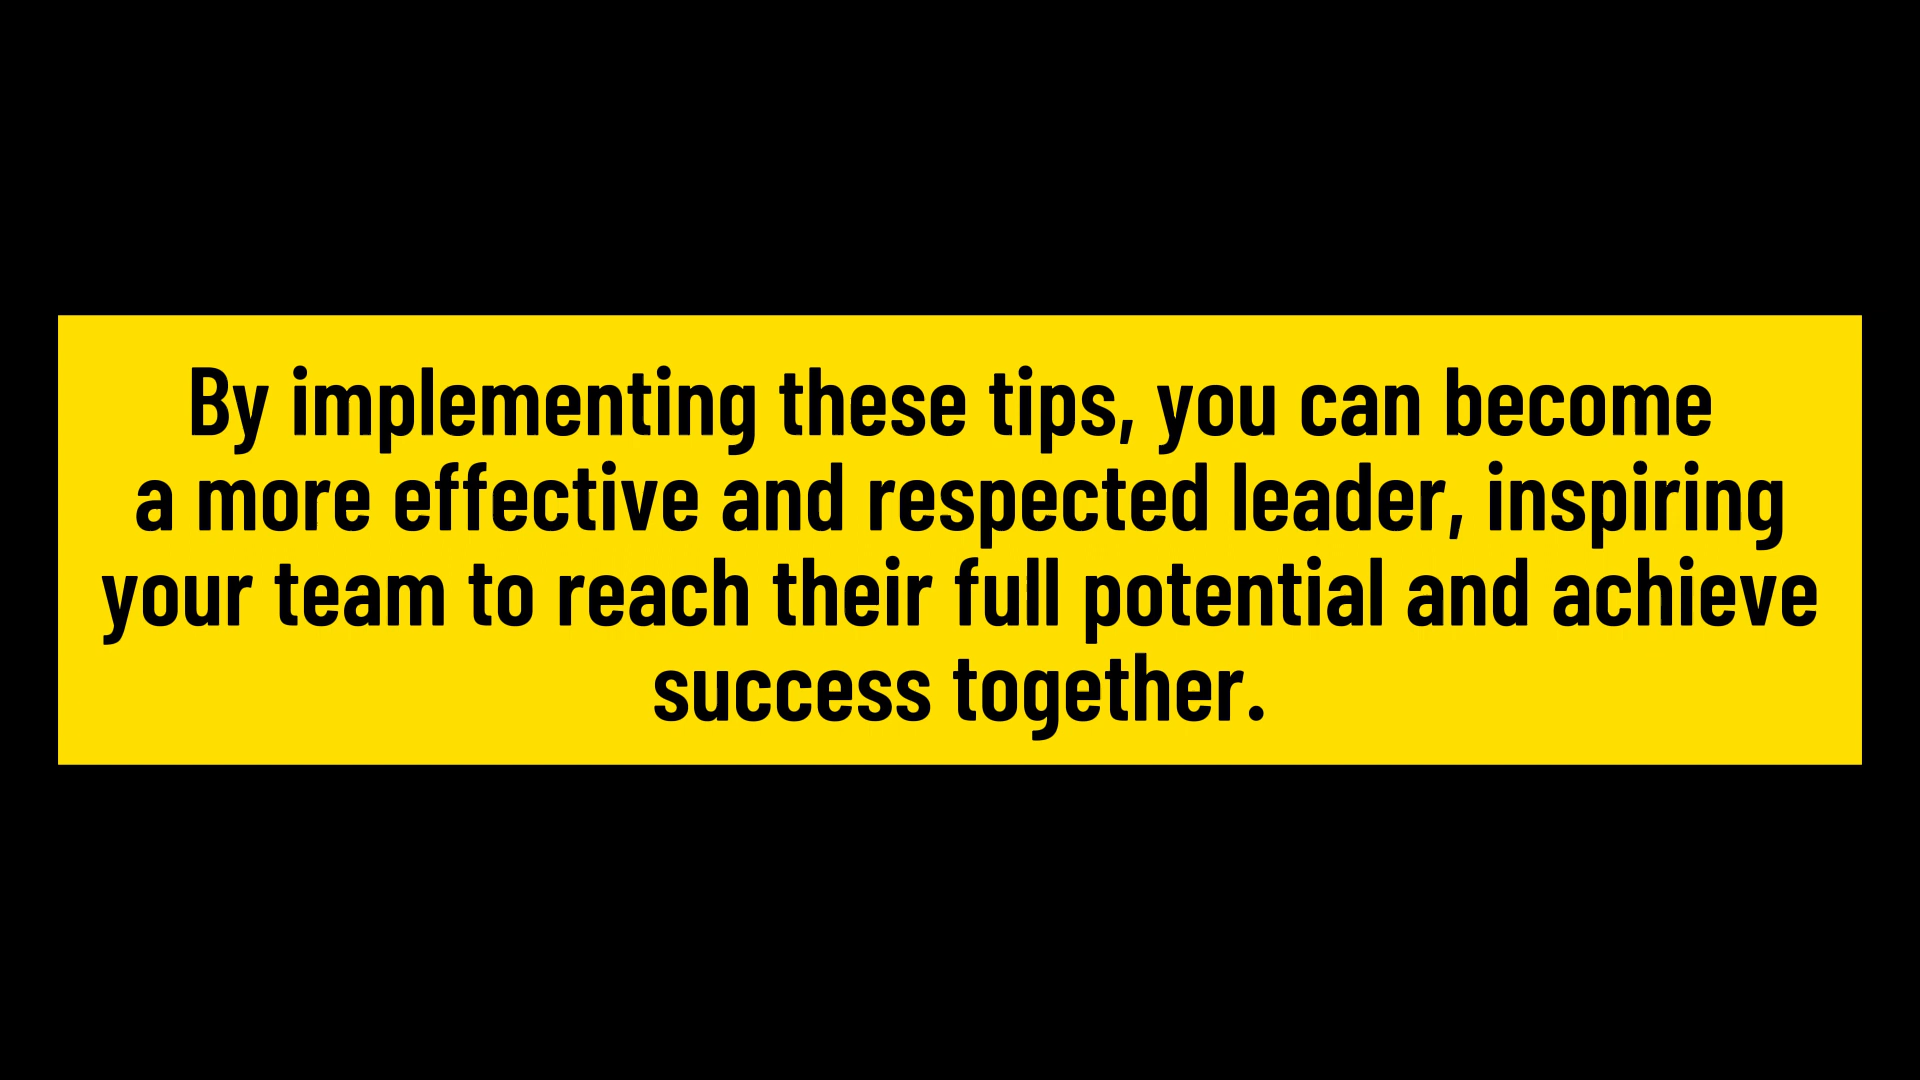 By implementing these tips, you can become
a more effective and respected leader, inspiring
your team to reach their full potential and achieve
success together.